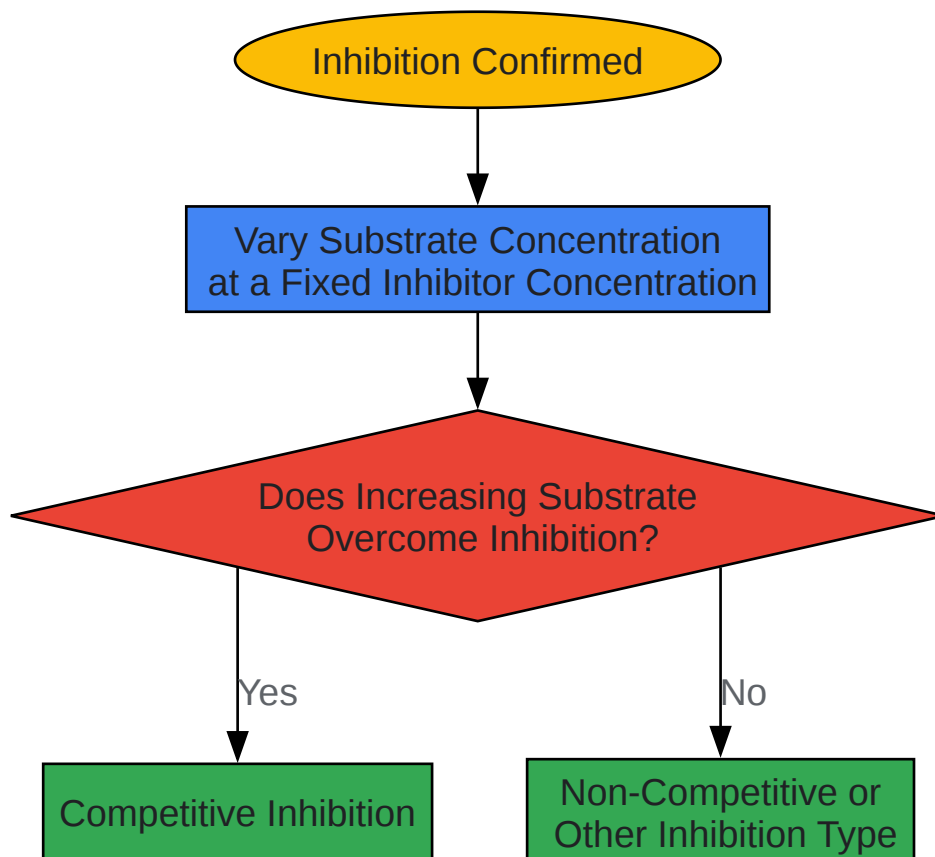 Inhibition Confirmed
Vary Substrate Concentration
at a Fixed Inhibitor Concentration
Does Increasing Substrate
Overcome Inhibition?
Yes
No
Competitive Inhibition
Non-Competitive or
Other Inhibition Type